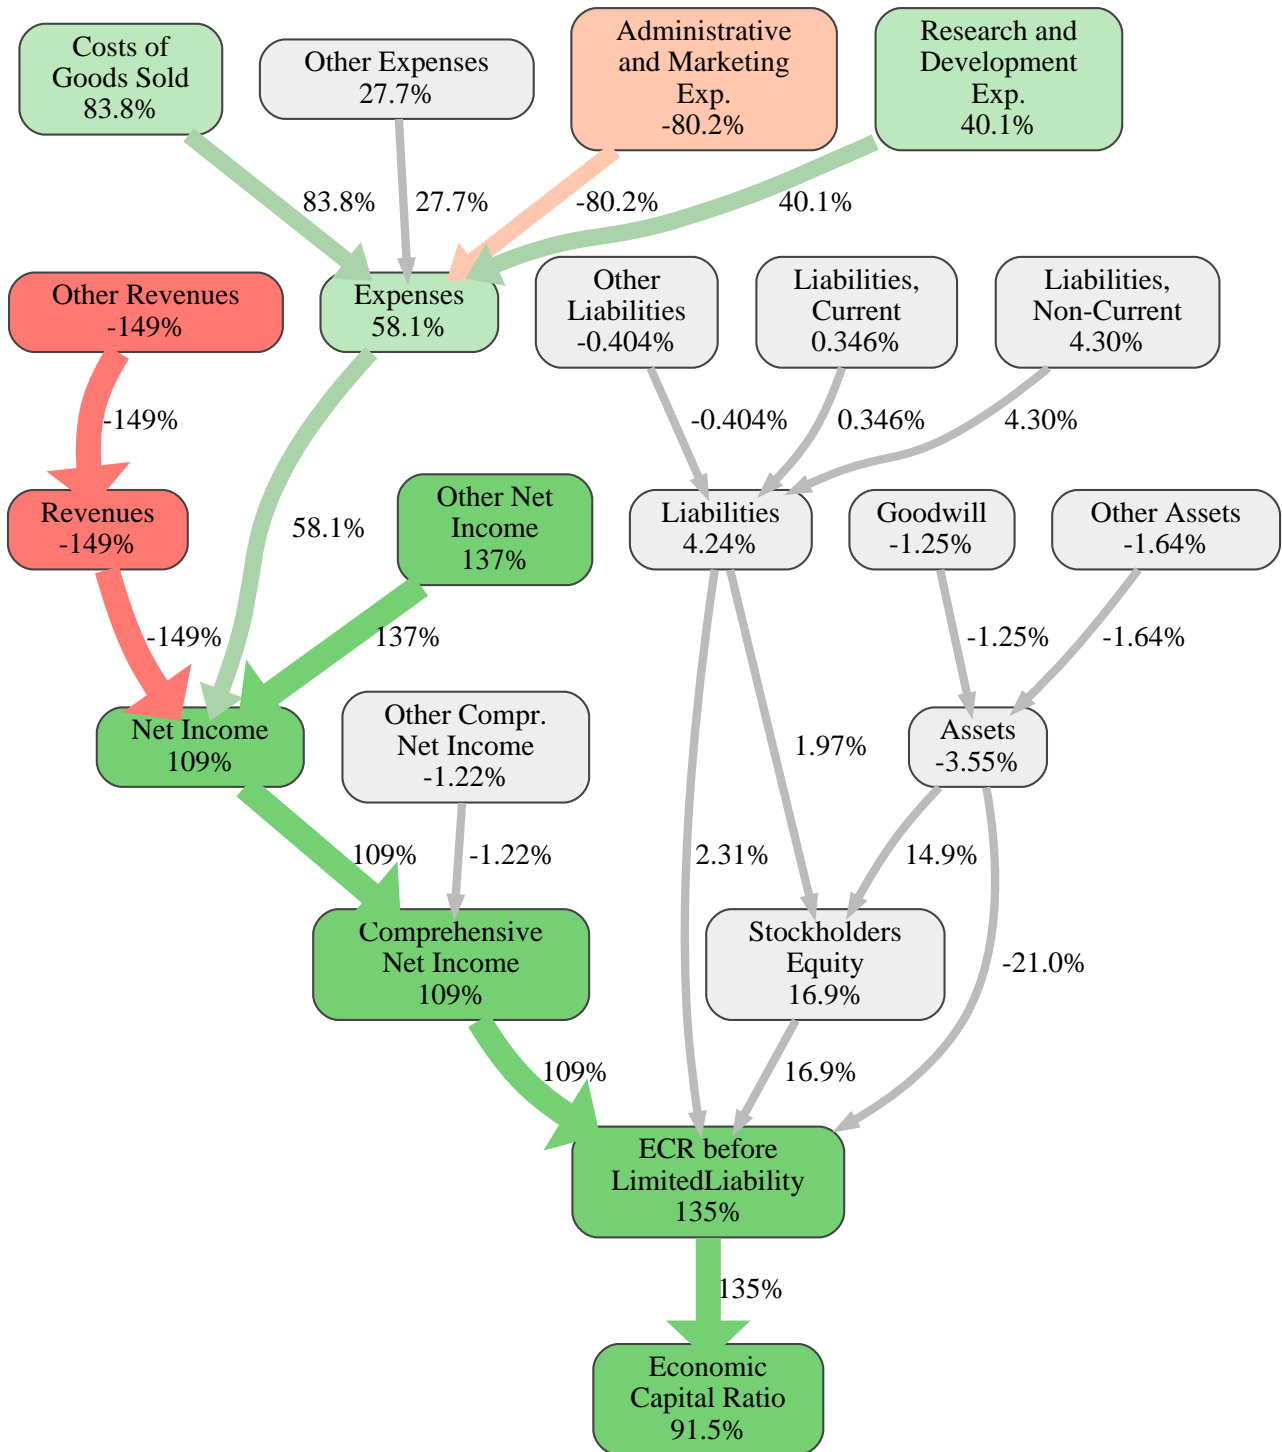 Costs of
Goods Sold
83.8%
Other Expenses
27.7%
Administrative
and Marketing
Exp.
-80.2%
Research and
Development
Exp.
40.1%
83.8%
27.7%
-80.2%
40.1%
Other Revenues
-149%
Expenses
58.1%
Other
Liabilities
-0.404%
Liabilities,
Current
0.346%
Liabilities,
Non-Current
4.30%
-149%
-0.404%
0.346%
4.30%
Revenues
-149%
58.1%
Other Net
Income
137%
Liabilities
4.24%
Goodwill
-1.25%
Other Assets
-1.64%
-149%
137%
-1.25%
-1.64%
Net Income
109%
Other Compr.
Net Income
-1.22%
1.97%
Assets
-3.55%
109%
-1.22%
2.31%
14.9%
Comprehensive
Net Income
109%
Stockholders
Equity
16.9%
-21.0%
109%
16.9%
ECR before
LimitedLiability
135%
135%
Economic
Capital Ratio
91.5%